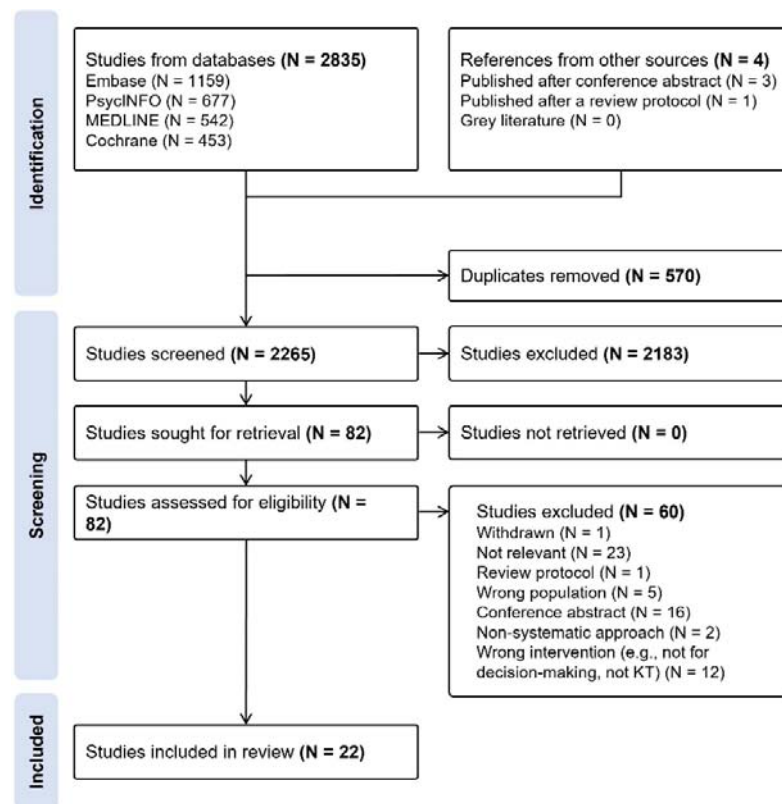 Identification
Studies from databases (N = 2835)
Embase (N = 1159)
PsycINFO (N = 677)
MEDLINE (N = 542)
Cochrane (N = 453)
References from other sources (N = 4)
Published after conference abstract (N = 3)
Published after a review protocol (N = 1)
Grey literature (N = 0)
Duplicates removed (N = 570)
Screening
Studies screened (N = 2265)
Studies excluded (N = 2183)
Studies sought for retrieval (N = 82)
Studies not retrieved (N = 0)
Studies assessed for eligibility (N =
82)
Studies excluded (N = 60)
Withdrawn (N = 1)
Not relevant (N = 23)
Review protocol (N = 1)
Wrong population (N = 5)
Conference abstract (N = 16)
Non-systematic approach (N = 2)
Wrong intervention (e.g., not for
decision-making, not KT) (N = 12)
Included
Studies included in review (N = 22)